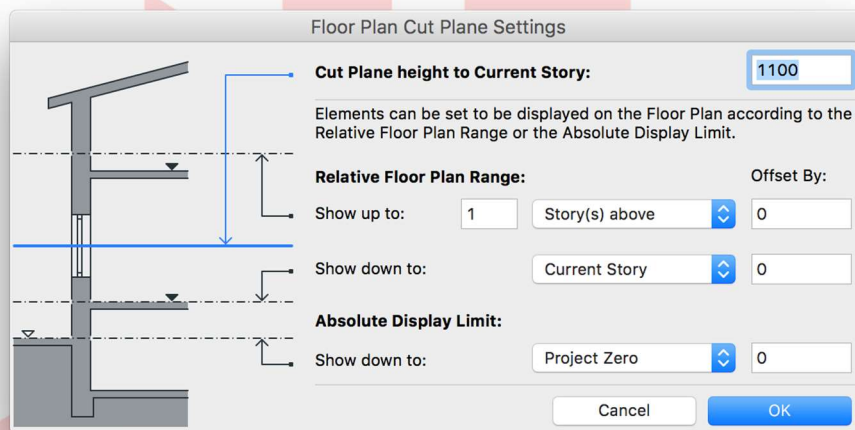 Floor Plan Cut Plane Settings
Cut Plane height to Current Story: 1100
Elements can be set to be displayed on the Floor Plan according to the
Relative Floor Plan Range or the Absolute Display Limit.
Relative Floor Plan Range: Offset By:
Show up to: 1 Story(s) above 0
Show down to: Current Story 0
Absolute Display Limit:
Show down to: Project Zero 0
Cancel OK